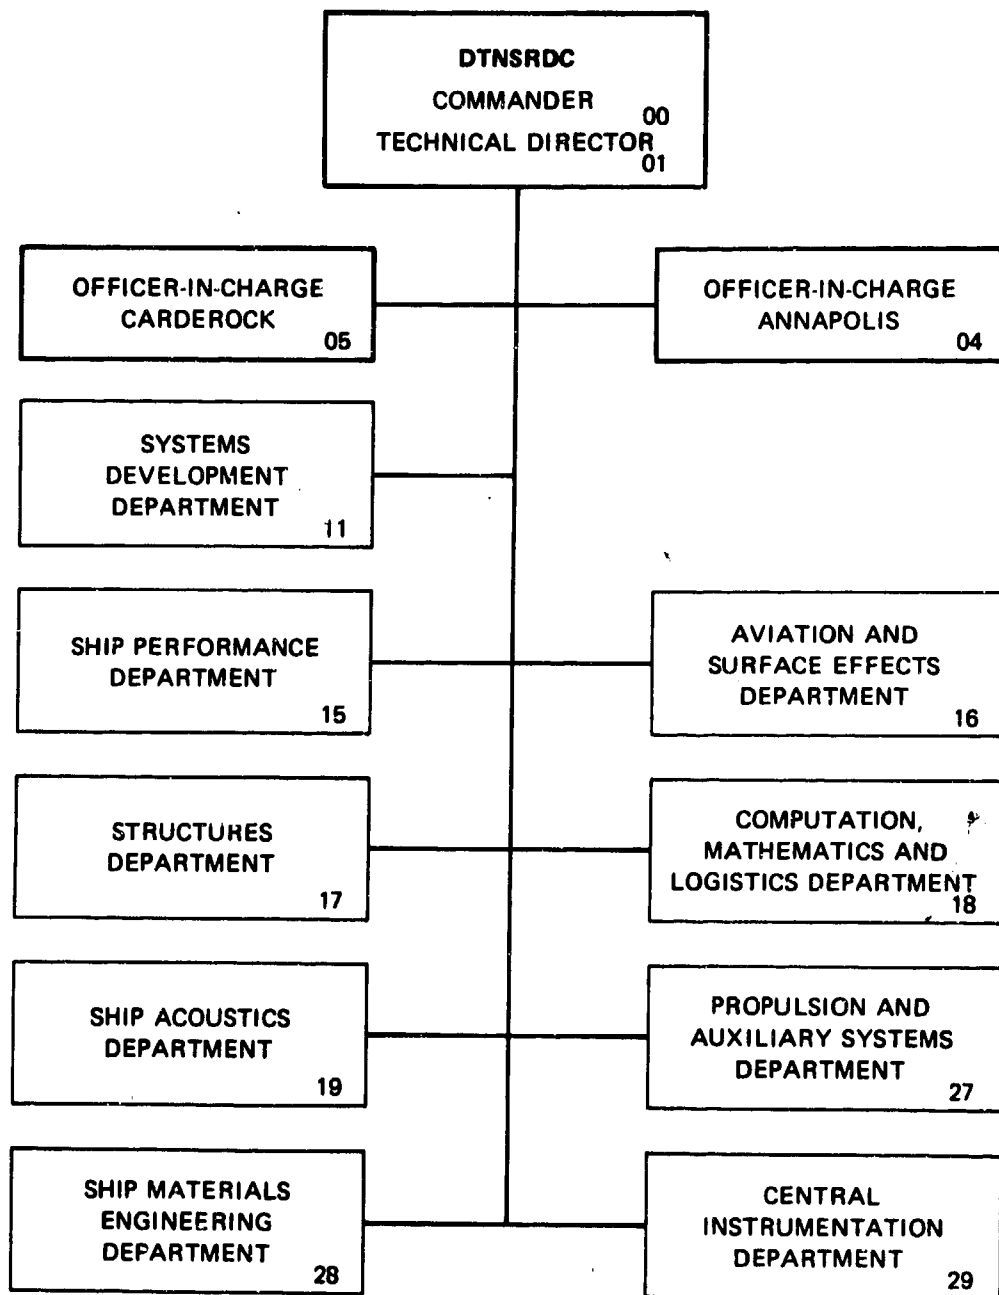 DTNSRDC
COMMANDER
00
TECHNICAL DIRECTOR
01
OFFICER-IN-CHARGE
CARDEROCK
05
OFFICER-IN-CHARGE
ANNAPOLIS
04
SYSTEMS
DEVELOPMENT
DEPARTMENT
11
SHIP PERFORMANCE
DEPARTMENT
15
AVIATION AND
SURFACE EFFECTS
DEPARTMENT
16
STRUCTURES
DEPARTMENT
17
COMPUTATION,
MATHEMATICS AND
LOGISTICS DEPARTMENT
18
SHIP ACOUSTICS
DEPARTMENT
19
PROPULSION AND
AUXILIARY SYSTEMS
DEPARTMENT
27
SHIP MATERIALS
ENGINEERING
DEPARTMENT
28
CENTRAL
INSTRUMENTATION
DEPARTMENT
29